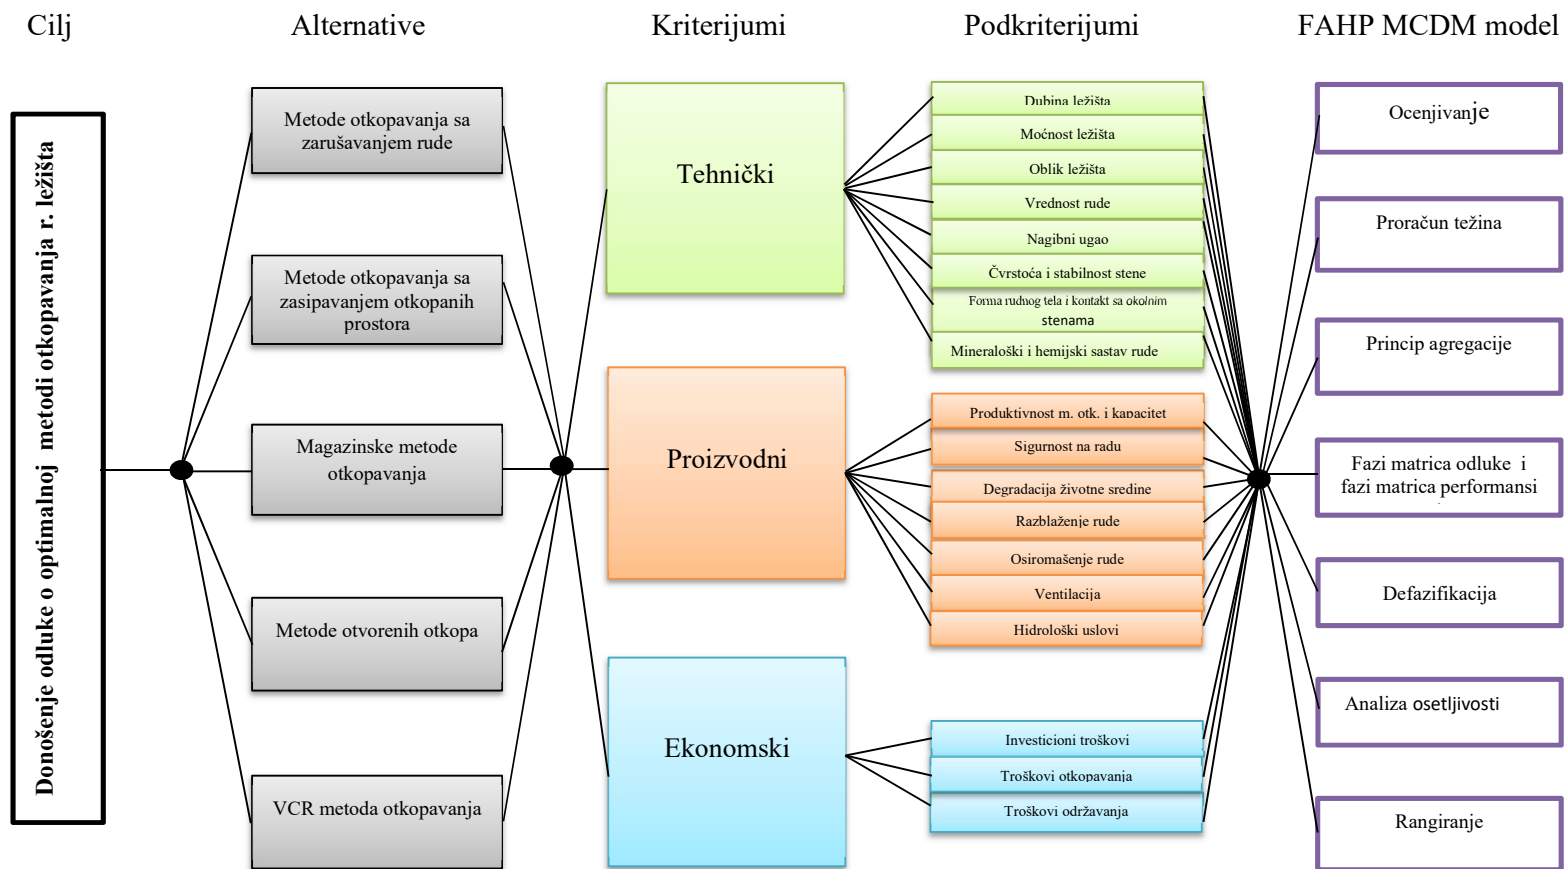 Cilj
Alternative
Kriterijumi
Podkriterijumi
FAHP MCDM model
Donošenje odluke o optimalnoj metodi otkopavanja r. ležišta
Metode otkopavanja sa
zarušavanjem rude
Metode otkopavanja sa
zasipavanjem otkopanih
prostora
Magazinske metode
otkopavanja
Metode otvorenih otkopa
VCR metoda otkopavanja
Tehnički
Proizvodni
Ekonomski
Dubina ležišta
Moćnost ležišta
Oblik ležišta
Vrednost rude
Nagibni ugao
Čvrstoća i stabilnost stene
Forma rudnog tela i kontakt sa okolnim
stenama
Mineraloški i hemijski sastav rude
Produktivnost m. otk. i kapacitet
Sigurnost na radu
Degradacija životne sredine
Razblaženje rude
Osiromašenje rude
Ventilacija
Hidrološki uslovi
Investicioni troškovi
Troškovi otkopavanja
Troškovi održavanja
Ocenjivanje
Proračun težina
Princip agregacije
Fazi matrica odluke i
fazi matrica performansi
Defazifikacija
Analiza osetljivosti
Rangiranje